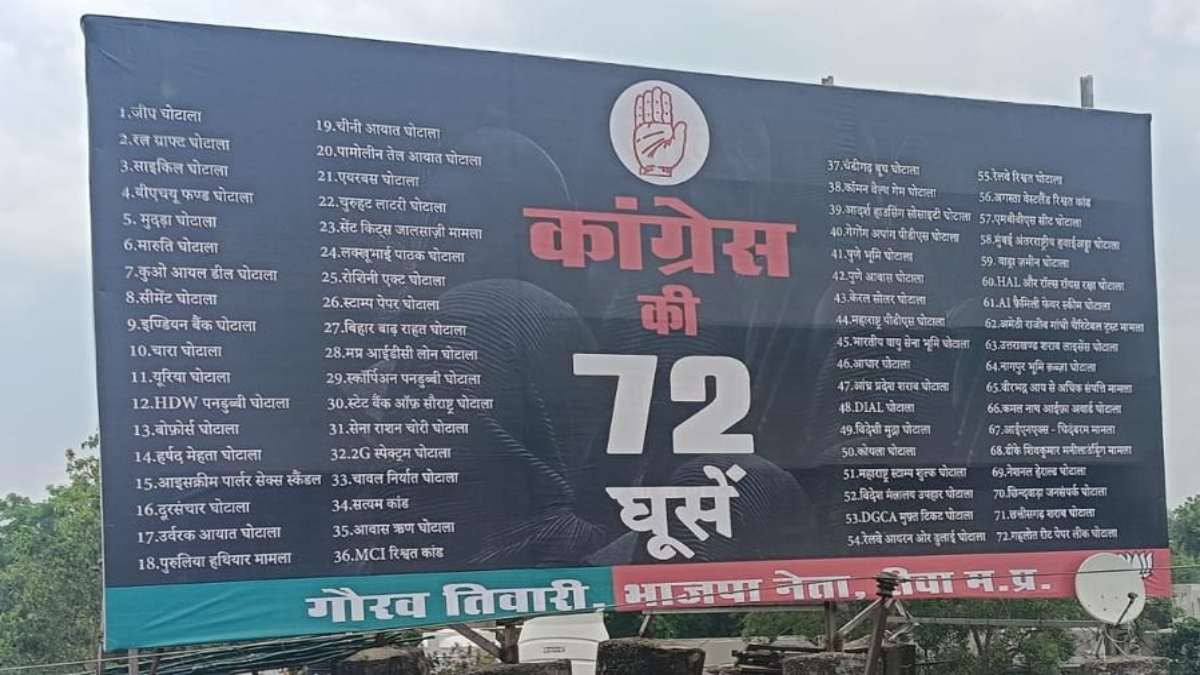 1.जीप घोटाला
2.रत्न ग्राफ्ट घोटाला
3.साइकिल घोटाला
4.बीएचयू फण्ड घोटाला
5. मुद्दा घोटाला
6.मारुति घोटाला
7.कुओ आयल डील घोटाला
8.सीमेंट घोटाला
9.इण्डियन बैंक घोटाला
10.चारा घोटाला
11.यूरिया घोटाला
12.HDW पनडुब्बी घोटाला
13.बोफ़ोर्स घोटाला
14.हर्षद मेहता घोटाला
15.आइसक्रीम पार्लर सेक्स स्कैंडल
16.दूरसंचार घोटाला
17.उर्वरक आयात घोटाला
18.पुरुलिया हथियार मामला
19.चीनी आयात घोटाला
20.पामोलीन तेल आयात घोटाला
21.एयरबस घोटाला
22.चुरहट लाटरी घोटाला
23.सेंट किट्स जालसाज़ी मामला
24.लक्खूभाई पाठक घोटाला
25.रोशिनी एक्ट घोटाला
26.स्टाम्प पेपर घोटाला
27.बिहार बाढ़ राहत घोटाला
28.मप्र आईडीसी लोन घोटाला
29.स्कॉर्पिअन पनडुब्बी घोटाला
30.स्टेट बैंक ऑफ़ सौराष्ट्र घोटाला
31.सेना राशन चोरी घोटाला
32.2G स्पेक्ट्रम घोटाला
33.चावल निर्यात घोटाला
34.सत्यम कांड
35.आवास ऋण घोटाला
36.MCI रिश्वत कांड
कांग्रेस
की
72
घूसें
37.चंडीगढ़ बूथ घोटाला
38.कॉमन वेल्थ गेम घोटाला
39.आदर्श हाउसिंग सोसाइटी घोटाला
40.गेगोंग अपांग पीडीएस घोटाला
41.पुणे भूमि घोटाला
42.पुणे आवास घोटाला
43.केरल सोलर घोटाला
44.महाराष्ट्र पीडीएस घोटाला
45.भारतीय वायु सेना भूमि घोटाला
46.आधार घोटाला
47.आंध्र प्रदेश शराब घोटाला
48.DIAL घोटाला
49.विदेशी मुद्रा घोटाला
50.कोयला घोटाला
51.महाराष्ट्र स्टाम्प शुल्क घोटाला
52.विदेश मंत्रालय उपहार घोटाला
53.DGCA मुफ़्त टिकट घोटाला
54.रेलवे आयरन ओर ढुलाई घोटाला
55.रेलवे रिश्वत घोटाला
56.अगस्ता वेस्टलैंड रिश्वत कांड
57.एमबीबीएस सीट घोटाला
58.मुंबई अंतरराष्ट्रीय हवाईअड्डा घोटाला
59. वाड्रा ज़मीन घोटाला
60.HAL और रॉल्स रॉयस रक्षा घोटाला
61.AI फ़ैमिली फेयर स्कीम घोटाला
62.अमेठी राजीव गांधी चैरिटेबल ट्रस्ट मामला
63.उत्तराखण्ड शराब लाइसेंस घोटाला
64.नागपुर भूमि क़ब्ज़ा घोटाला
65.वीरभद्र आय से अधिक संपत्ति मामला
66.कमल नाथ आईफ़ा अवार्ड घोटाला
67.आईएनएक्स - चिदंबरम मामला
68.डीके शिवकुमार मनीलाउंडरिंग मामला
69.नेशनल हेराल्ड घोटाला
70.छिन्दवाड़ा जनसंपर्क घोटाला
71.छत्तीसगढ़ शराब घोटाला
72.गहलोत रीट पेपर लीक घोटाला
गौरव तिवारी, भाजपा नेता, रीवा म.प्र.